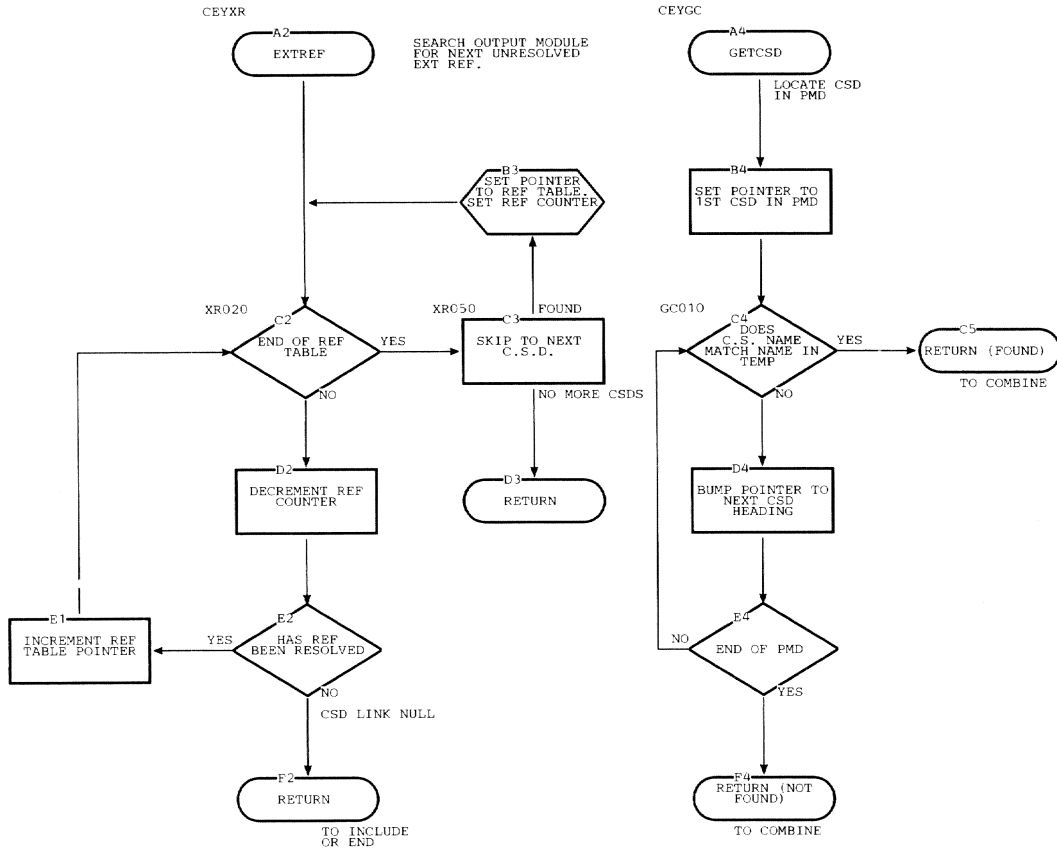 CEYXR
A2
EXTREF
SEARCH OUTPUT MODULE
FOR NEXT UNRESOLVED
EXT REF.
B3
SET POINTER
TO REF TABLE.
SET REF COUNTER
XR020
C2
END OF REF
TABLE
YES
NO
XR050
FOUND
C3
SKIP TO NEXT
C.S.D.
NO MORE CSDS
D3
RETURN
D2
DECREMENT REF
COUNTER
E1
INCREMENT REF
TABLE POINTER
YES
E2
HAS REF
BEEN RESOLVED
NO
CSD LINK NULL
F2
RETURN
TO INCLUDE
OR END
CEYGC
A4
GETCSD
LOCATE CSD
IN PMD
B4
SET POINTER TO
1ST CSD IN PMD
GC010
C4
DOES
C.S. NAME
MATCH NAME IN
TEMP
YES
NO
C5
RETURN (FOUND)
TO COMBINE
D4
BUMP POINTER TO
NEXT CSD
HEADING
E4
NO
END OF PMD
YES
F4
RETURN (NOT
FOUND)
TO COMBINE